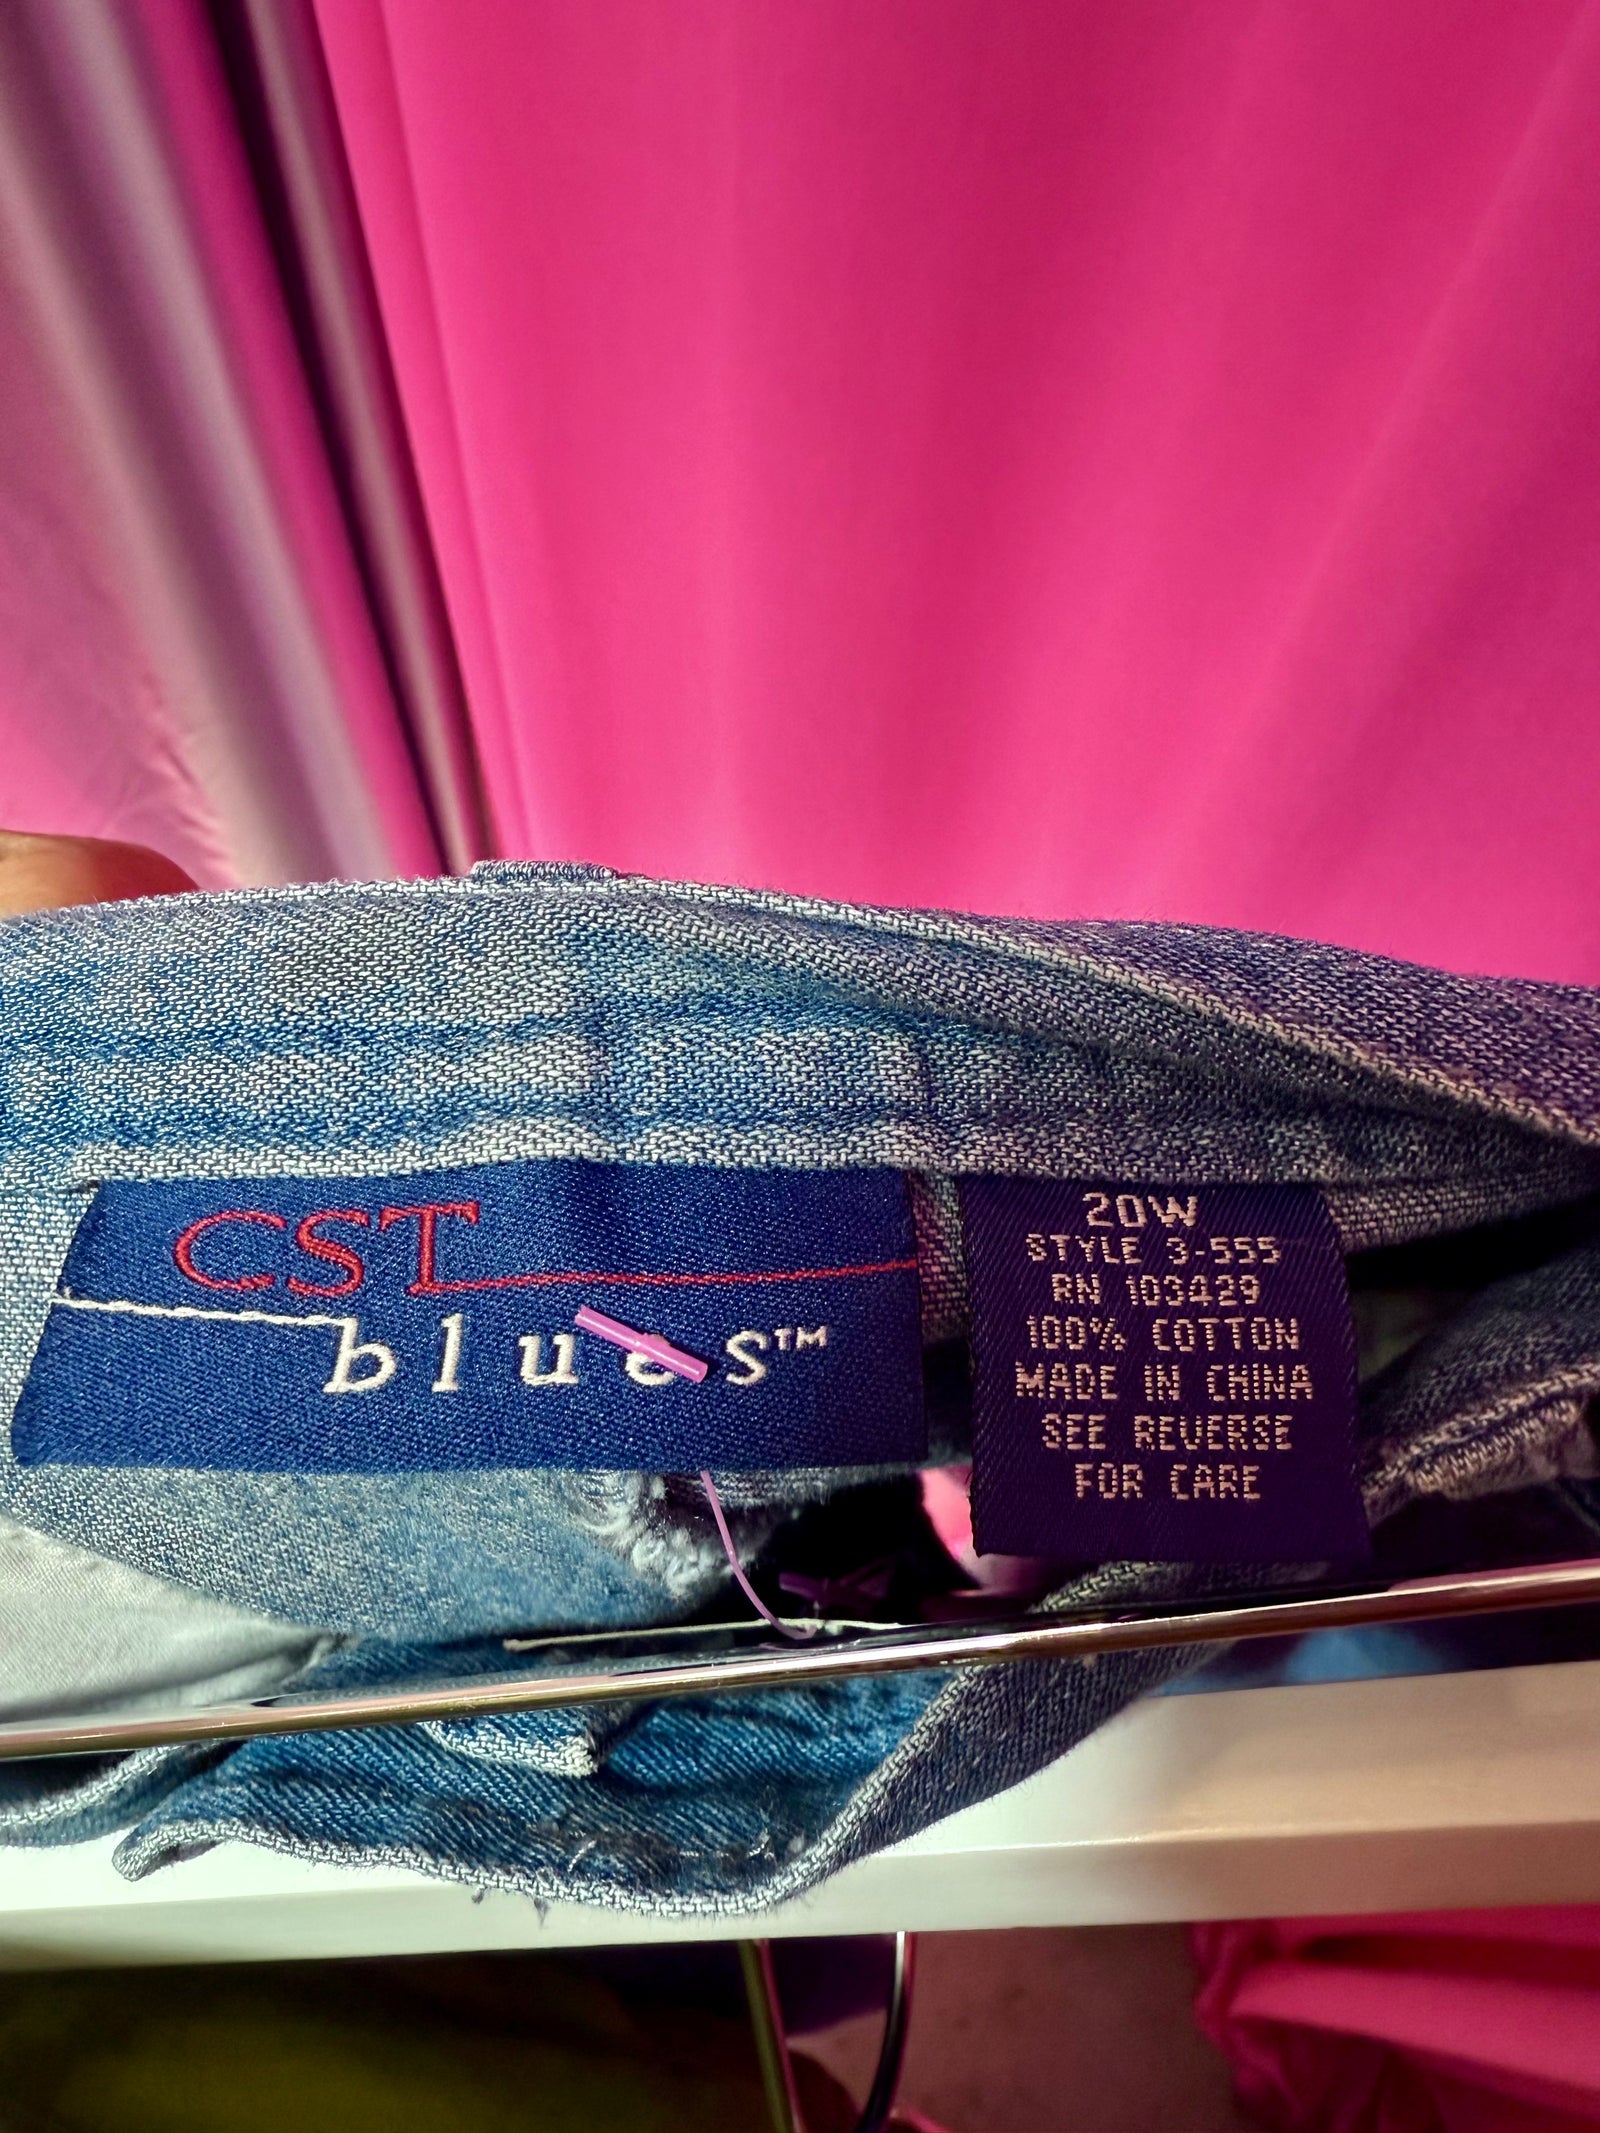 CST
blues™
20W
STYLE 3-555
RN 103429
100% COTTON
MADE IN CHINA
SEE REVERSE
FOR CARE